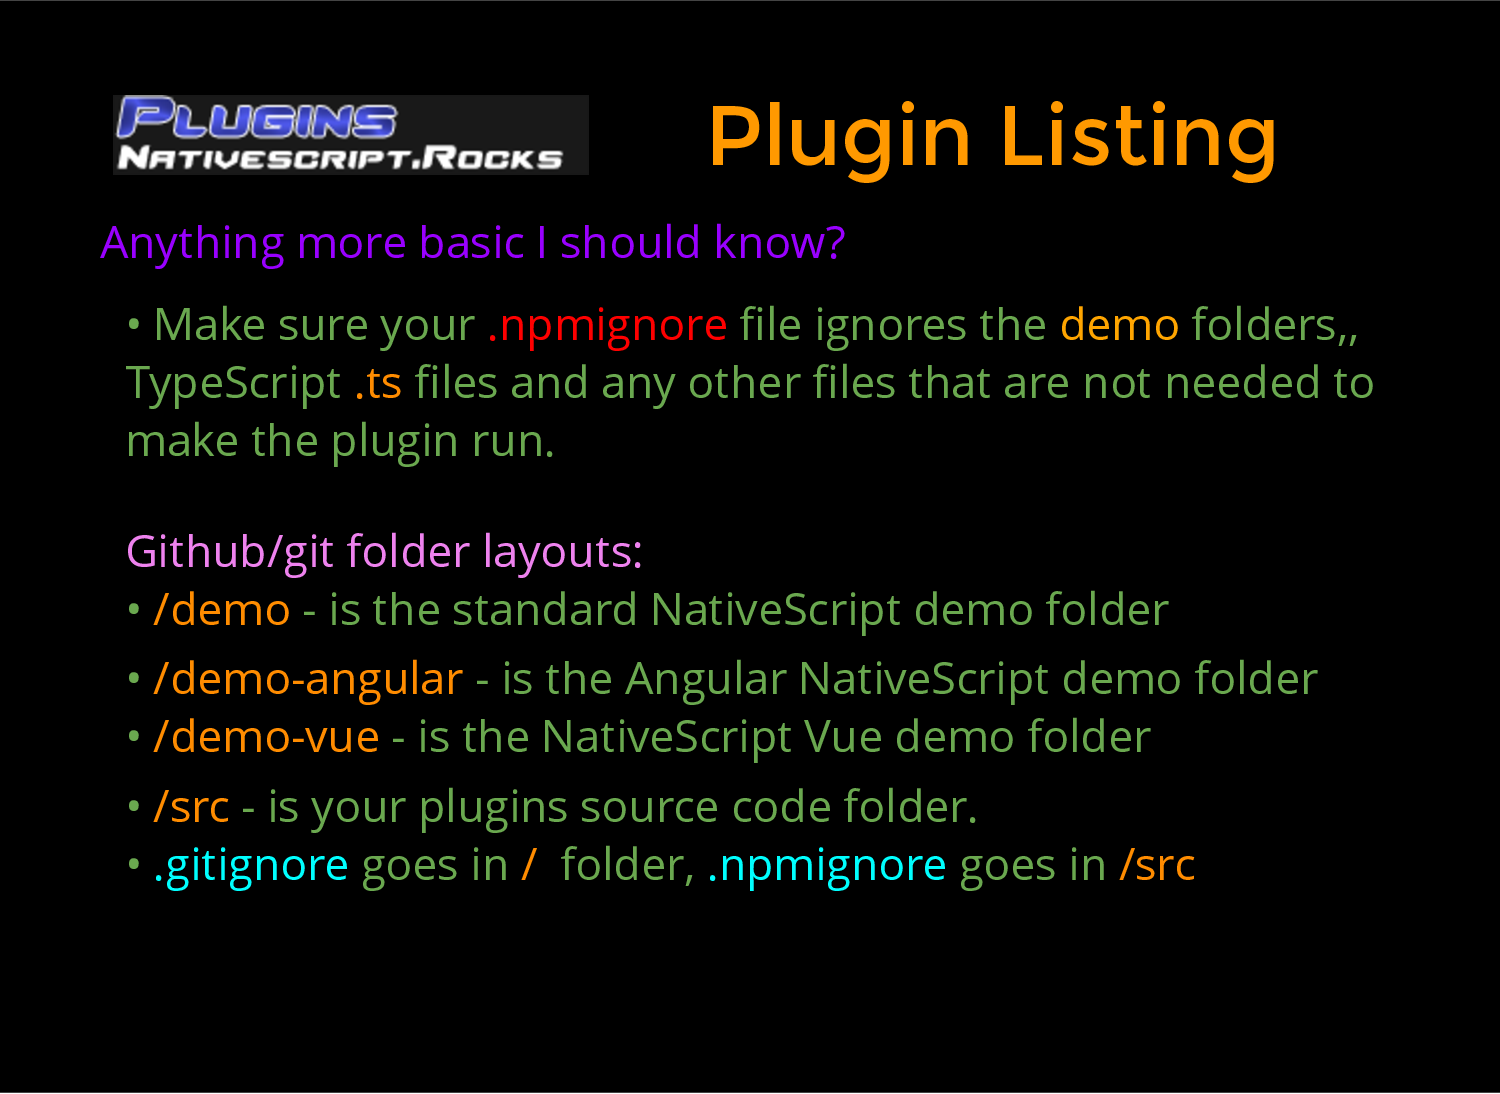 Plugins
Nativescript.Rocks
Plugin Listing
Anything more basic I should know?
• Make sure your .npmignore file ignores the demo folders,,
TypeScript .ts files and any other files that are not needed to
make the plugin run.
Github/git folder layouts:
• /demo - is the standard NativeScript demo folder
• /demo-angular - is the Angular NativeScript demo folder
• /demo-vue - is the NativeScript Vue demo folder
• /src - is your plugins source code folder.
• .gitignore goes in /  folder, .npmignore goes in /src